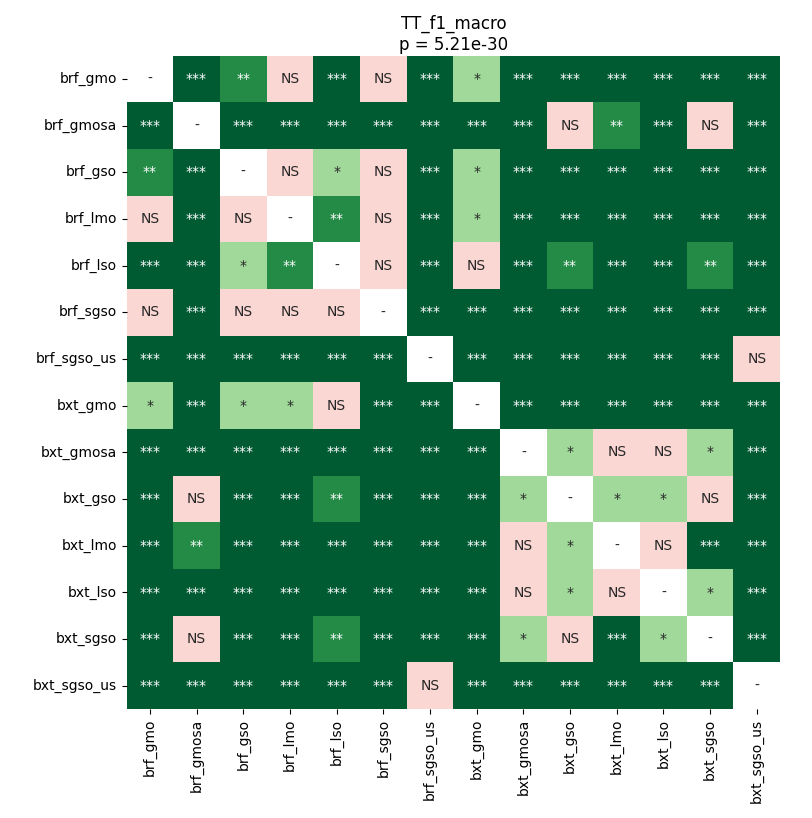 TT_f1_macro
p = 5.21e-30
brf_gmo - *** ** NS *** NS *** * *** *** *** *** *** ***
brf_gmosa *** - *** *** *** *** *** *** *** NS ** *** NS ***
brf_gso ** *** - NS * NS *** * *** *** *** *** *** ***
brf_lmo NS *** NS - ** NS *** * *** *** *** *** *** ***
brf_lso *** *** * ** - NS *** NS *** ** *** *** ** ***
brf_sgso NS *** NS NS NS - *** *** *** *** *** *** *** ***
brf_sgso_us *** *** *** *** *** *** - *** *** *** *** *** *** NS
bxt_gmo * *** * * NS *** *** - *** *** *** *** *** ***
bxt_gmosa *** *** *** *** *** *** *** *** - * NS NS * ***
bxt_gso *** NS *** *** ** *** *** *** * - * * NS ***
bxt_lmo *** ** *** *** *** *** *** *** NS * - NS *** ***
bxt_lso *** *** *** *** *** *** *** *** NS * NS - * ***
bxt_sgso *** NS *** *** ** *** *** *** * NS *** * - ***
bxt_sgso_us *** *** *** *** *** *** NS *** *** *** *** *** *** -
brf_gmo brf_gmosa brf_gso brf_lmo brf_lso brf_sgso brf_sgso_us bxt_gmo bxt_gmosa bxt_gso bxt_lmo bxt_lso bxt_sgso bxt_sgso_us